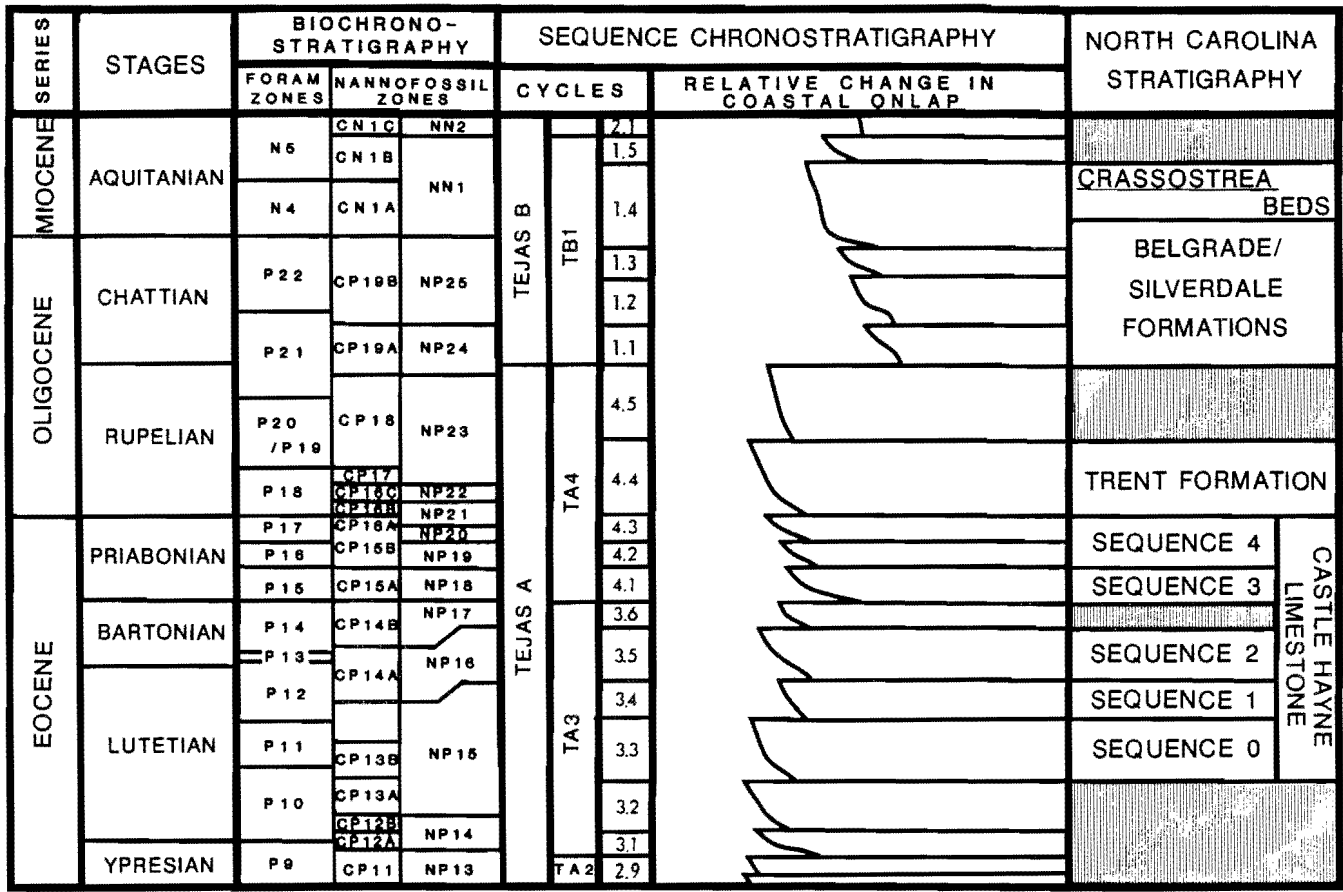 SERIES
STAGES
BIOCHRONO-
STRATIGRAPHY
FORAM
ZONES
NANNOFOSSIL
ZONES
SEQUENCE CHRONOSTRATIGRAPHY
CYCLES
RELATIVE CHANGE IN
COASTAL ONLAP
NORTH CAROLINA
STRATIGRAPHY
MIOCENE
OLIGOCENE
EOCENE
AQUITANIAN
CHATTIAN
RUPELIAN
PRIABONIAN
BARTONIAN
LUTETIAN
YPRESIAN
N5
N4
P22
P21
P20
/P19
P18
P17
P16
P15
P14
P13
P12
P11
P10
P9
CN1C
CN1B
CN1A
CP19B
CP19A
CP18
CP17
CP16C
CP16B
CP16A
CP15B
CP15A
CP14B
CP14A
CP13B
CP13A
CP12B
CP12A
CP11
NN2
NN1
NP25
NP24
NP23
NP22
NP21
NP20
NP19
NP18
NP17
NP16
NP15
NP14
NP13
TEJAS B
TEJAS A
TB1
TA4
TA3
TA2
2.1
1.5
1.4
1.3
1.2
1.1
4.5
4.4
4.3
4.2
4.1
3.6
3.5
3.4
3.3
3.2
3.1
2.9
CRASSOSTREA
BEDS
BELGRADE/
SILVERDALE
FORMATIONS
TRENT FORMATION
SEQUENCE 4
SEQUENCE 3
SEQUENCE 2
SEQUENCE 1
SEQUENCE 0
CASTLE HAYNE
LIMESTONE